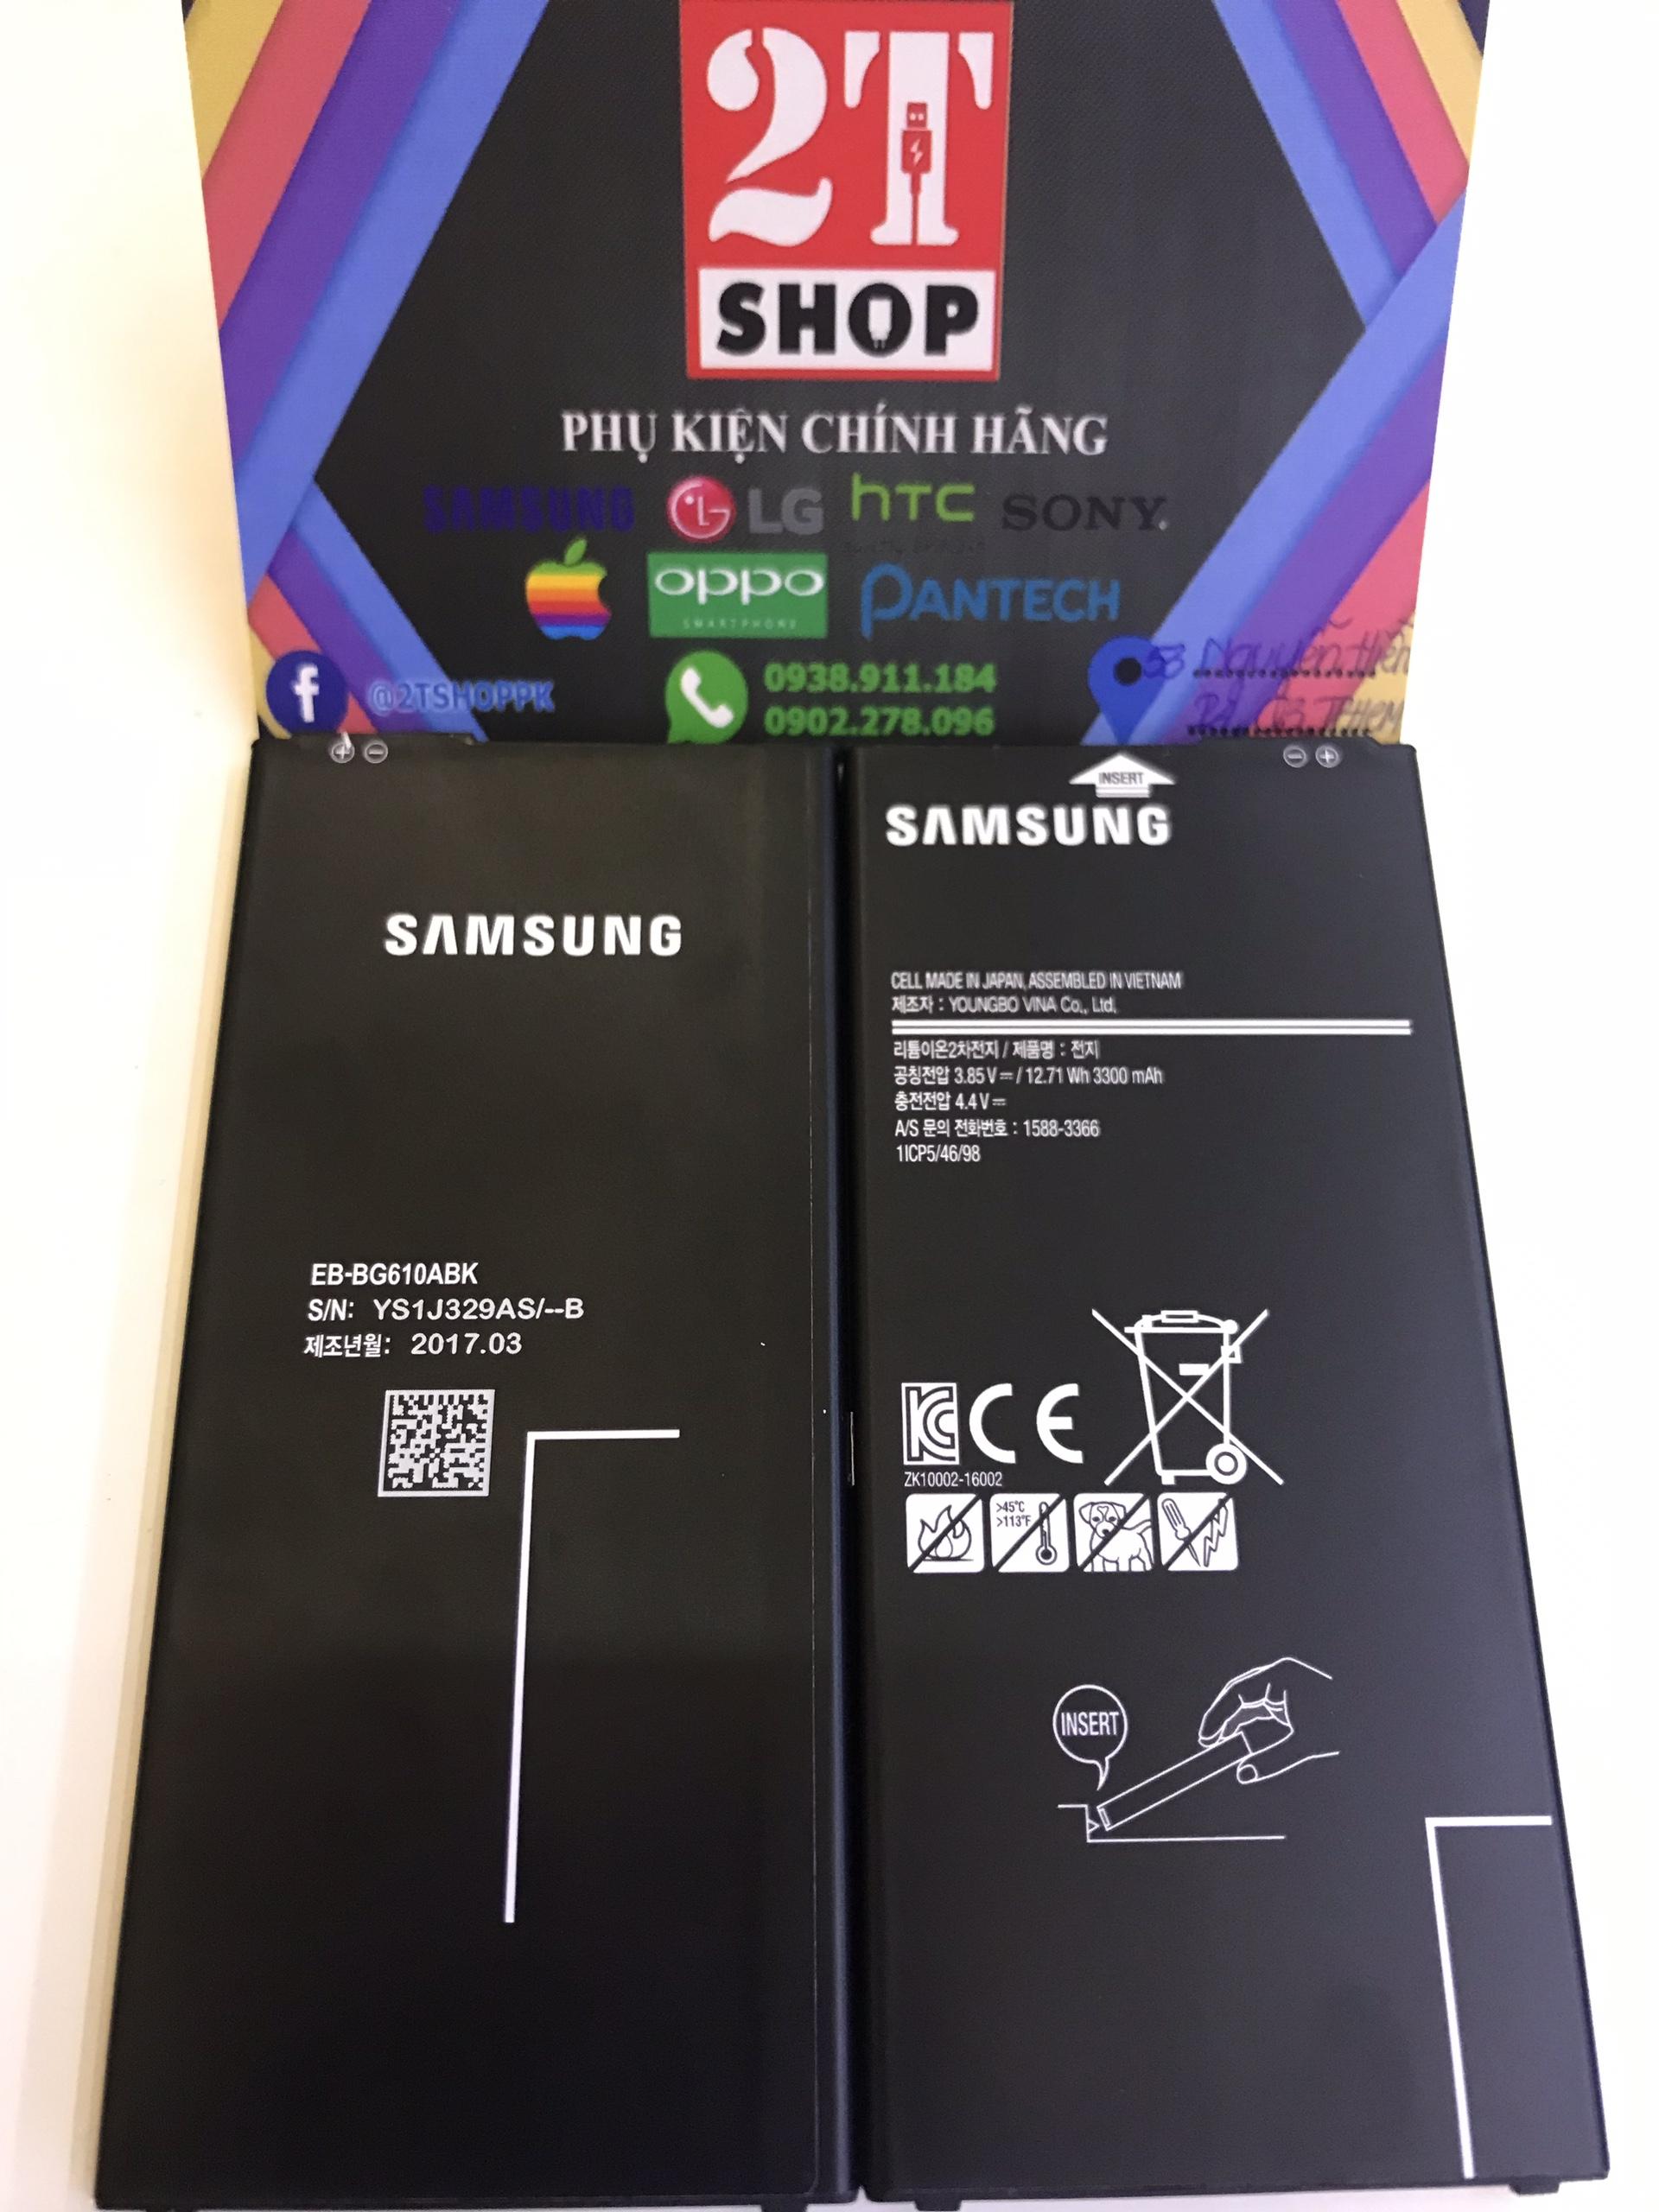 2T
SHOP
PHỤ KIỆN CHÍNH HÃNG
SAMSUNG LG hTC SONY
OPPO PANTECH
SMARTPHONE
@2TSHOPPK
0938.911.184
0902.278.096
53 Nguyễn
SAMSUNG
EB-BG610ABK
S/N: YS1J329AS/--B
제조년월: 2017.03
INSERT
SAMSUNG
CELL MADE IN JAPAN, ASSEMBLED IN VIETNAM
제조자 : YOUNGBO VINA Co., Ltd.
리튬이온2차전지 / 제품명 : 전지
공칭전압 3.85 V⎓ / 12.71 Wh 3300 mAh
충전전압 4.4 V⎓
A/S 문의 전화번호 : 1588-3366
1ICP5/46/98
KC CE
ZK10002-16002
>45°C
>113°F
INSERT